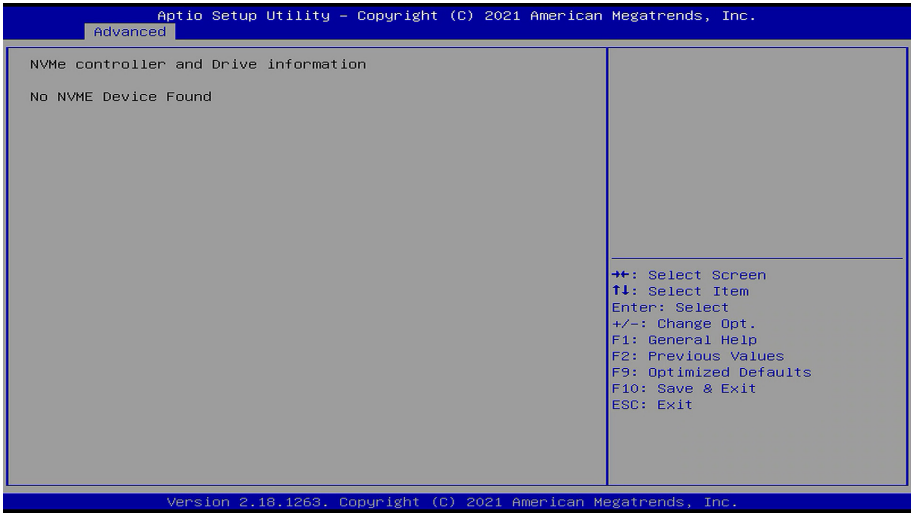 Aptio Setup Utility – Copyright (C) 2021 American Megatrends, Inc.
Advanced
NVMe controller and Drive information
No NVME Device Found
→←: Select Screen
↑↓: Select Item
Enter: Select
+/-: Change Opt.
F1: General Help
F2: Previous Values
F9: Optimized Defaults
F10: Save & Exit
ESC: Exit
Version 2.18.1263. Copyright (C) 2021 American Megatrends, Inc.